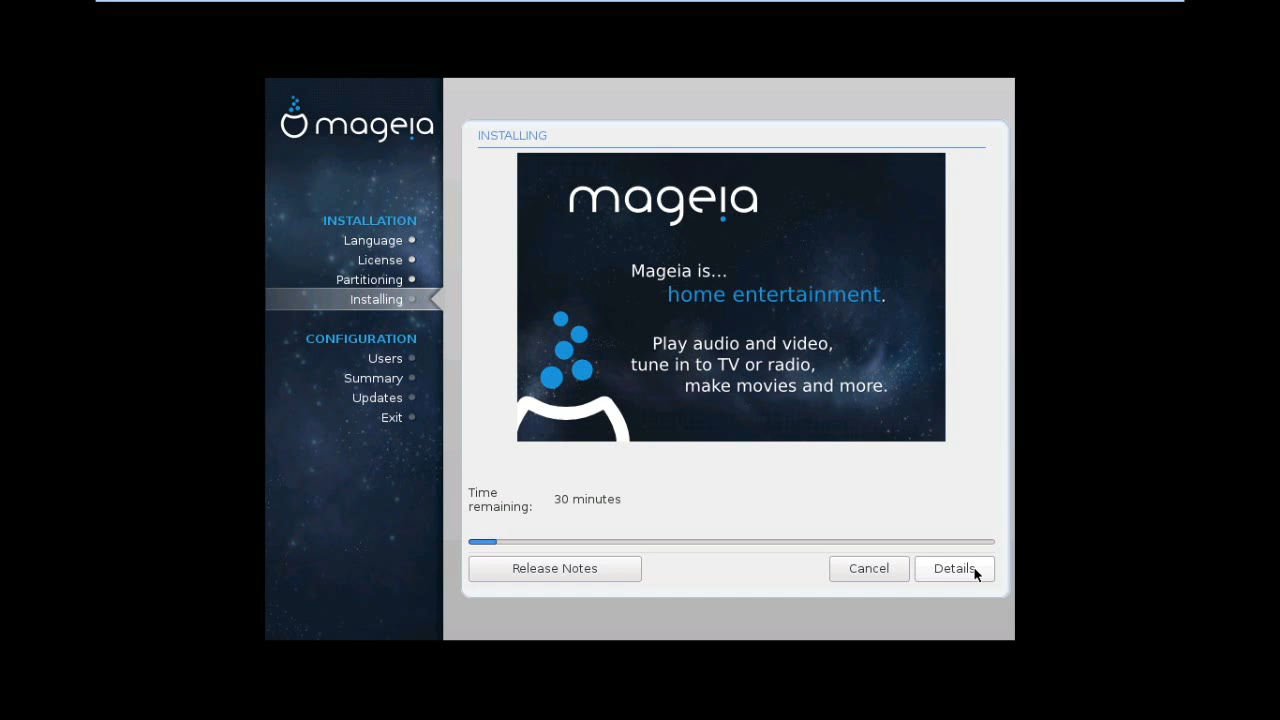 mageia
INSTALLATION
Language
License
Partitioning
Installing
CONFIGURATION
Users
Summary
Updates
Exit
INSTALLING
mageia
Mageia is...
home entertainment.
Play audio and video,
tune in to TV or radio,
make movies and more.
Time
remaining:
30 minutes
Release Notes
Cancel
Details